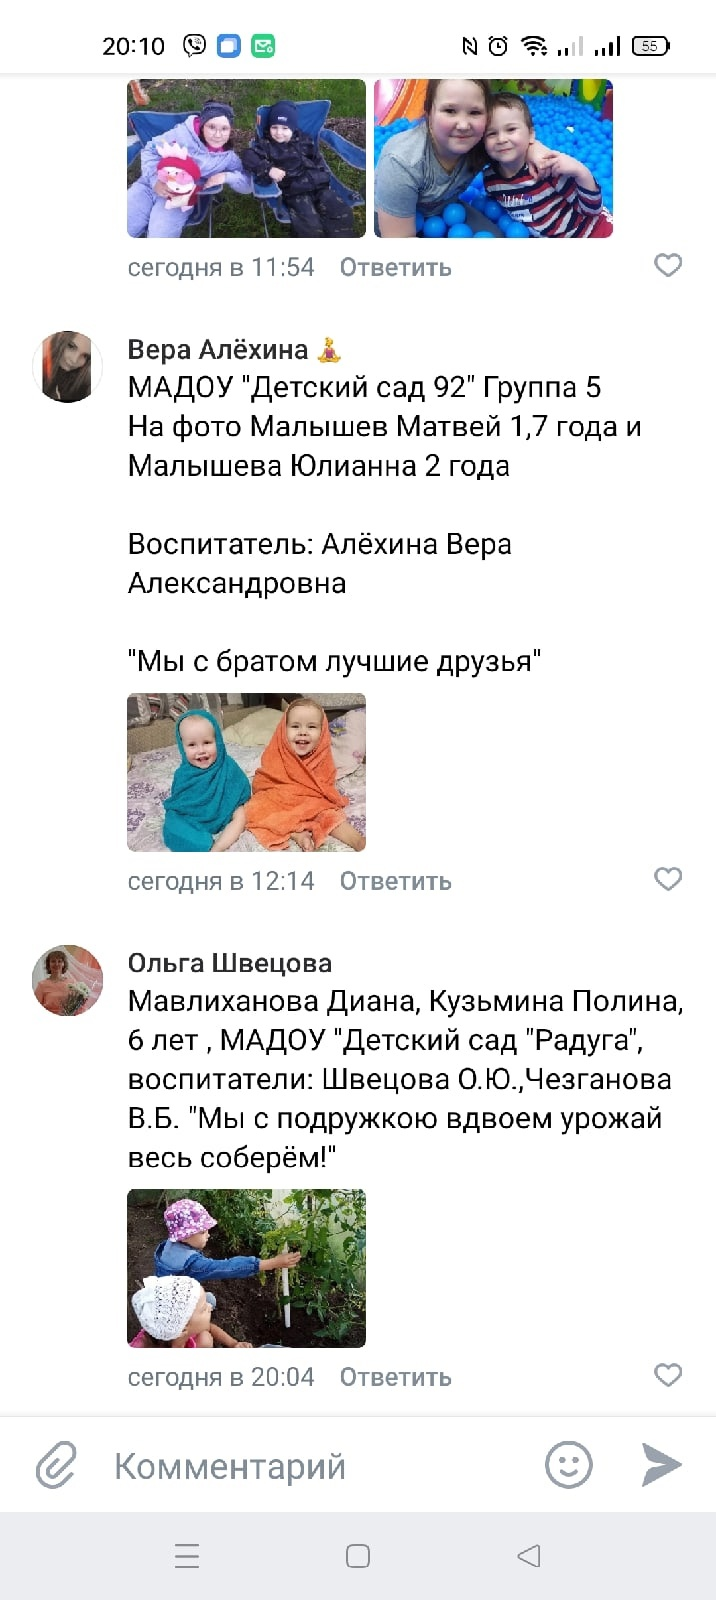 20:10
55
сегодня в 11:54 Ответить
Вера Алёхина
МАДОУ "Детский сад 92" Группа 5
На фото Малышев Матвей 1,7 года и
Малышева Юлианна 2 года
Воспитатель: Алёхина Вера
Александровна
"Мы с братом лучшие друзья"
сегодня в 12:14 Ответить
Ольга Швецова
Мавлиханова Диана, Кузьмина Полина,
6 лет , МАДОУ "Детский сад "Радуга",
воспитатели: Швецова О.Ю.,Чезганова
В.Б. "Мы с подружкою вдвоем урожай
весь соберём!"
сегодня в 20:04 Ответить
Комментарий